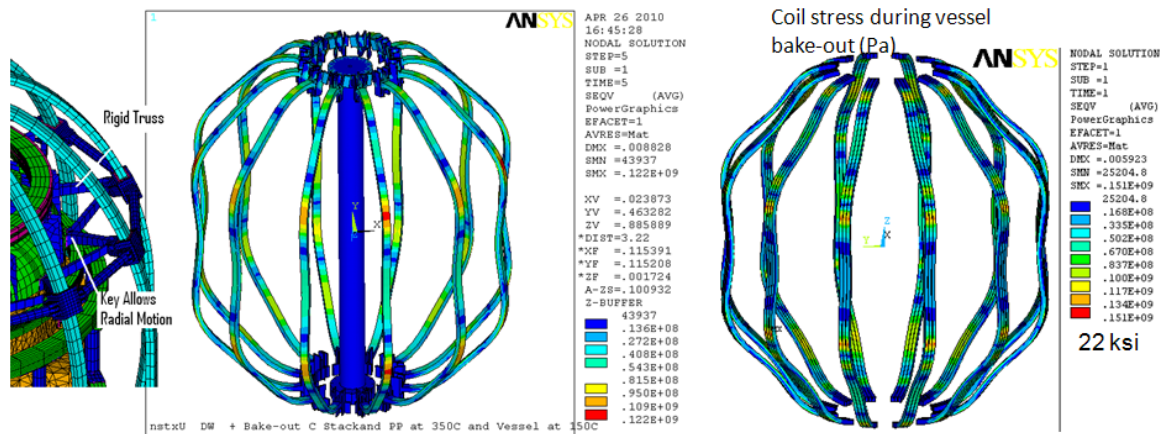 Rigid Truss
Key Allows
Radial Motion
1
ANSYS
Y
X
Z
nstxU DW + Bake-out C Stackand PP at 350C and Vessel at 150C
APR 26 2010
16:45:28
NODAL SOLUTION
STEP=5
SUB =1
TIME=5
SEQV (AVG)
PowerGraphics
EFACET=1
AVRES=Mat
DMX =.008828
SMN =43937
SMX =.122E+09
XV =.023873
YV =.463282
ZV =.885889
*DIST=3.22
*XF =.115391
*YF =.115208
*ZF =.001724
A-ZS=.100932
Z-BUFFER
43937
.136E+08
.272E+08
.408E+08
.543E+08
.815E+08
.950E+08
.109E+09
.122E+09
Coil stress during vessel
bake-out (Pa)
ANSYS
Z
X
Y
NODAL SOLUTION
STEP=1
SUB =1
TIME=1
SEQV (AVG)
PowerGraphics
EFACET=1
AVRES=Mat
DMX =.005923
SMN =25204.8
SMX =.151E+09
25204.8
.168E+08
.335E+08
.502E+08
.670E+08
.837E+08
.100E+09
.117E+09
.134E+09
.151E+09
22 ksi